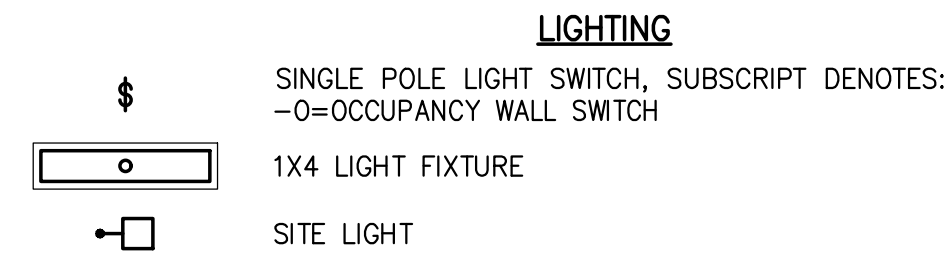 LIGHTING
$ SINGLE POLE LIGHT SWITCH, SUBSCRIPT DENOTES:
-O=OCCUPANCY WALL SWITCH
1X4 LIGHT FIXTURE
SITE LIGHT